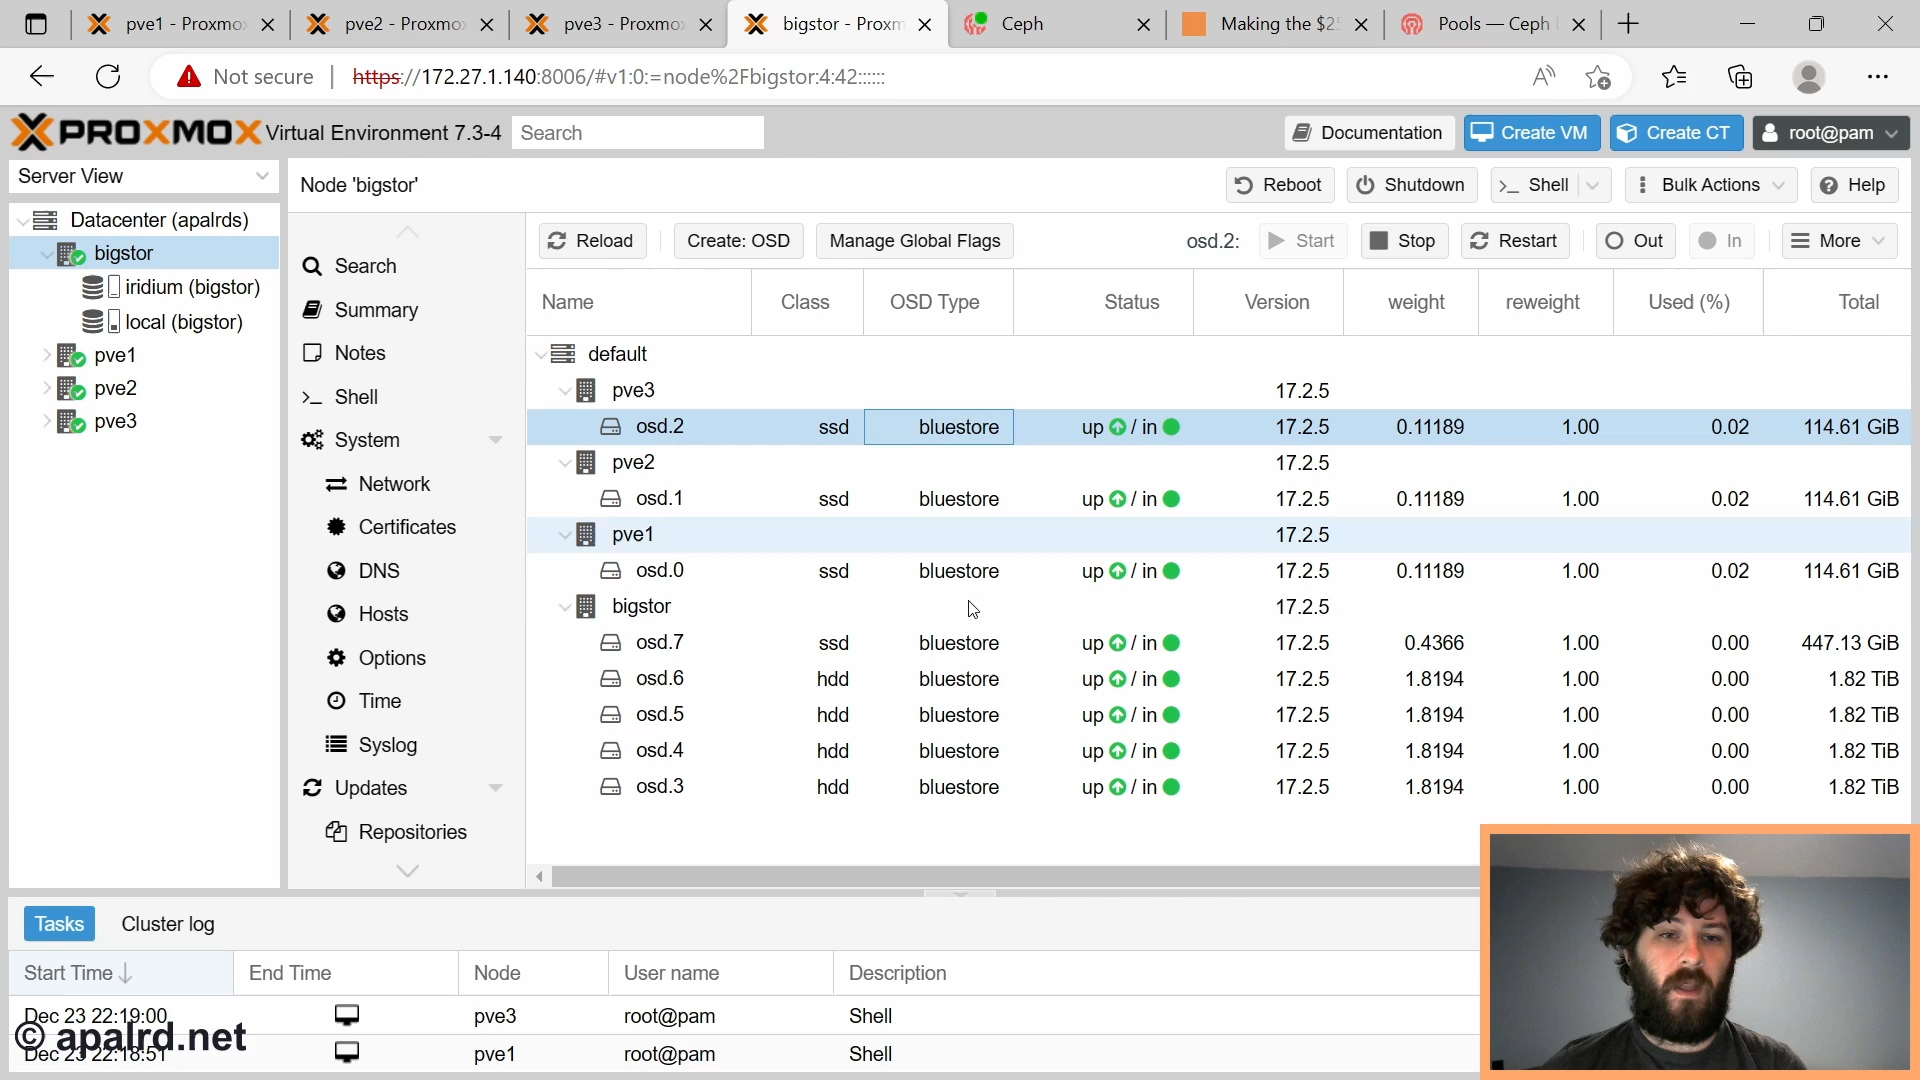 pve1 - Proxmo
pve2 - Proxmo
pve3 - Proxmo
bigstor - Proxm
Ceph
Making the $25
Pools — Ceph
Not secure
https://172.27.1.140:8006/#v1:0:=node%2Fbigstor:4:42::::::
PROXMOX Virtual Environment 7.3-4
Search
Documentation
Create VM
Create CT
root@pam
Server View
Node 'bigstor'
Reboot
Shutdown
Shell
Bulk Actions
Help
Datacenter (apalrds)
bigstor
iridium (bigstor)
local (bigstor)
pve1
pve2
pve3
Search
Summary
Notes
Shell
System
Network
Certificates
DNS
Hosts
Options
Time
Syslog
Updates
Repositories
Reload
Create: OSD
Manage Global Flags
osd.2:
Start
Stop
Restart
Out
In
More
Name Class OSD Type Status Version weight reweight Used (%) Total
default
pve3 17.2.5
osd.2 ssd bluestore up / in 17.2.5 0.11189 1.00 0.02 114.61 GiB
pve2 17.2.5
osd.1 ssd bluestore up / in 17.2.5 0.11189 1.00 0.02 114.61 GiB
pve1 17.2.5
osd.0 ssd bluestore up / in 17.2.5 0.11189 1.00 0.02 114.61 GiB
bigstor 17.2.5
osd.7 ssd bluestore up / in 17.2.5 0.4366 1.00 0.00 447.13 GiB
osd.6 hdd bluestore up / in 17.2.5 1.8194 1.00 0.00 1.82 TiB
osd.5 hdd bluestore up / in 17.2.5 1.8194 1.00 0.00 1.82 TiB
osd.4 hdd bluestore up / in 17.2.5 1.8194 1.00 0.00 1.82 TiB
osd.3 hdd bluestore up / in 17.2.5 1.8194 1.00 0.00 1.82 TiB
Tasks
Cluster log
Start Time End Time Node User name Description
Dec 23 22:19:00 pve3 root@pam Shell
© apalrd.net
Dec 23 22:18:51 pve1 root@pam Shell